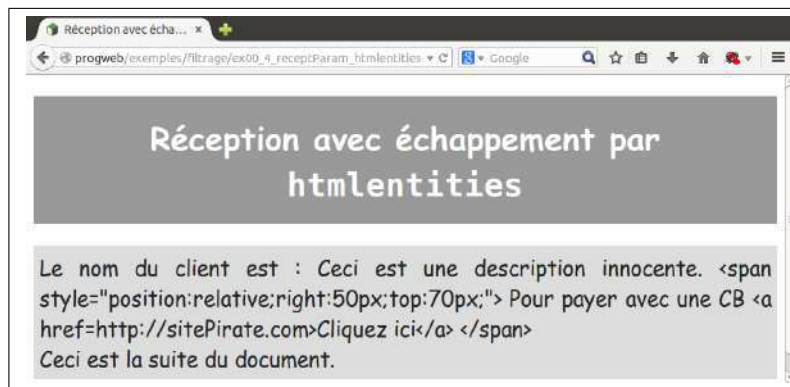 Réception avec écha... ×
progweb/exemples/filtrage/ex00_4_receptParam_htmlentities
Google
Réception avec échappement par
htmlentities
Le nom du client est : Ceci est une description innocente. <span
style="position:relative;right:50px;top:70px;"> Pour payer avec une CB <a
href=http://sitePirate.com>Cliquez ici</a> </span>
Ceci est la suite du document.